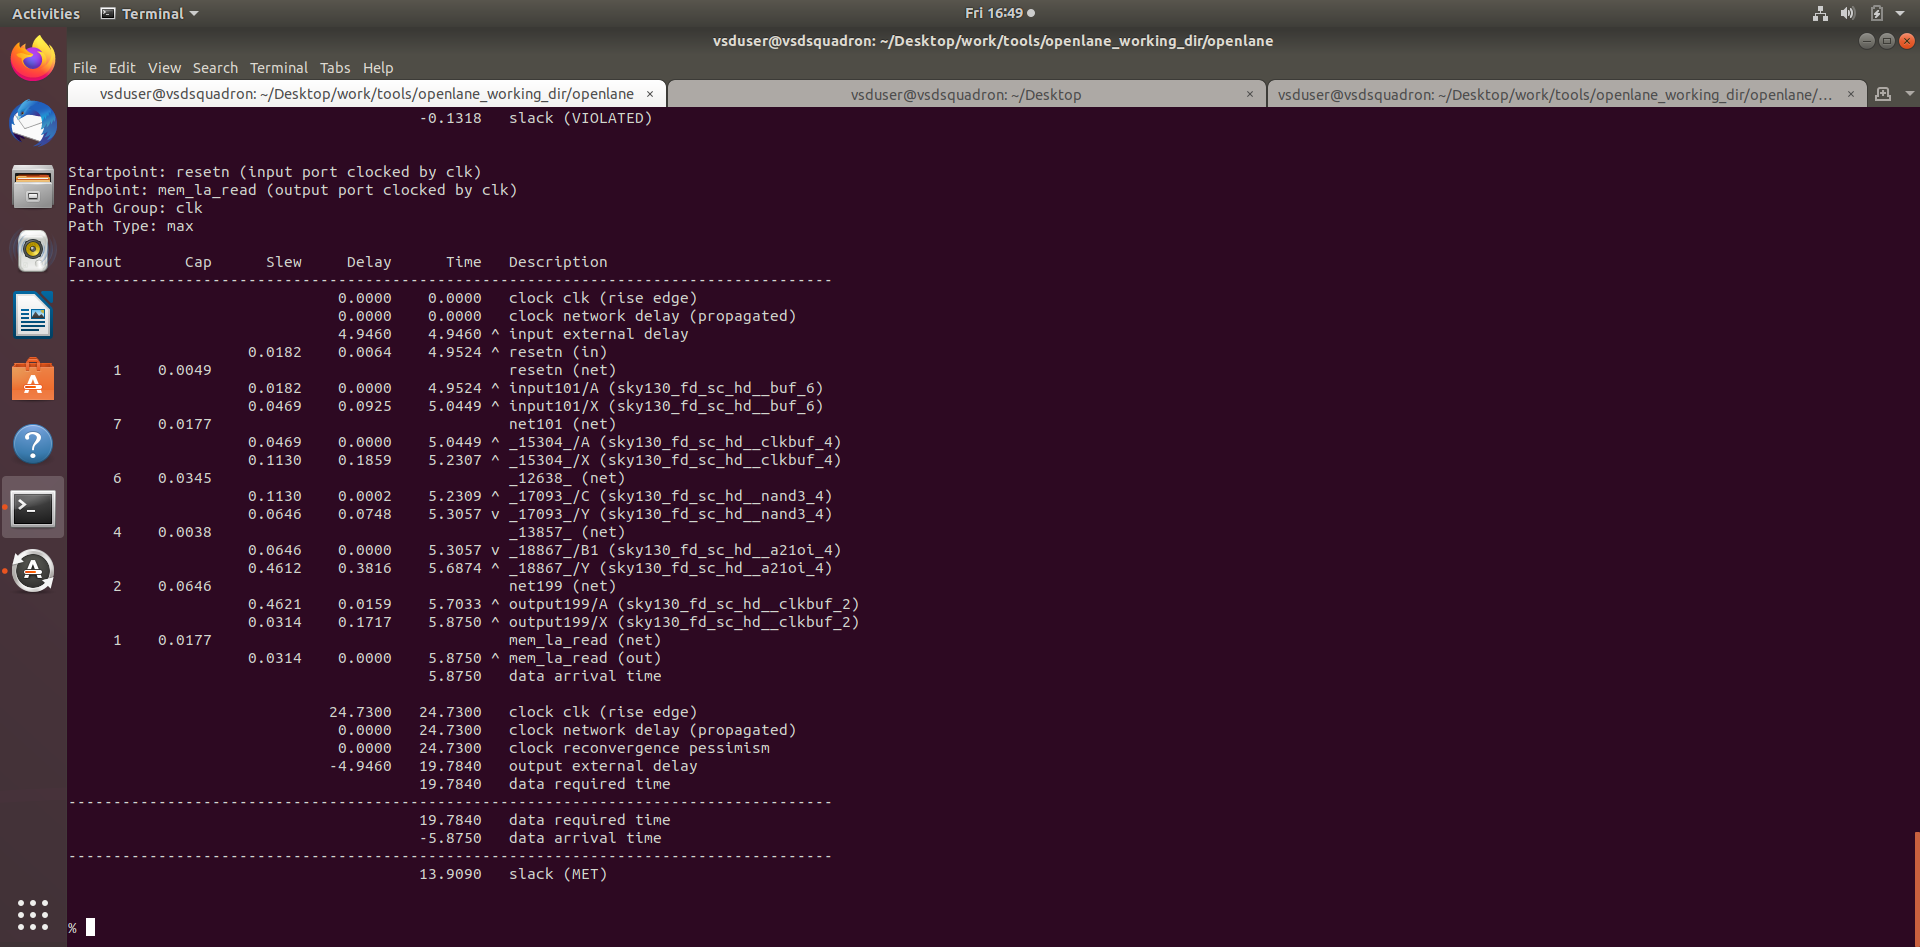 Activities Terminal Fri 16:49
vsduser@vsdsquadron: ~/Desktop/work/tools/openlane_working_dir/openlane
File Edit View Search Terminal Tabs Help
vsduser@vsdsquadron: ~/Desktop/work/tools/openlane_working_dir/openlane × vsduser@vsdsquadron: ~/Desktop × vsduser@vsdsquadron: ~/Desktop/work/tools/openlane_working_dir/openlane/... ×
-0.1318 slack (VIOLATED)
Startpoint: resetn (input port clocked by clk)
Endpoint: mem_la_read (output port clocked by clk)
Path Group: clk
Path Type: max
Fanout Cap Slew Delay Time Description
-------------------------------------------------------------------------------------
0.0000 0.0000 clock clk (rise edge)
0.0000 0.0000 clock network delay (propagated)
4.9460 4.9460 ^ input external delay
0.0182 0.0064 4.9524 ^ resetn (in)
1 0.0049 resetn (net)
0.0182 0.0000 4.9524 ^ input101/A (sky130_fd_sc_hd__buf_6)
0.0469 0.0925 5.0449 ^ input101/X (sky130_fd_sc_hd__buf_6)
7 0.0177 net101 (net)
0.0469 0.0000 5.0449 ^ _15304_/A (sky130_fd_sc_hd__clkbuf_4)
0.1130 0.1859 5.2307 ^ _15304_/X (sky130_fd_sc_hd__clkbuf_4)
6 0.0345 _12638_ (net)
0.1130 0.0002 5.2309 ^ _17093_/C (sky130_fd_sc_hd__nand3_4)
0.0646 0.0748 5.3057 v _17093_/Y (sky130_fd_sc_hd__nand3_4)
4 0.0038 _13857_ (net)
0.0646 0.0000 5.3057 v _18867_/B1 (sky130_fd_sc_hd__a21oi_4)
0.4612 0.3816 5.6874 ^ _18867_/Y (sky130_fd_sc_hd__a21oi_4)
2 0.0646 net199 (net)
0.4621 0.0159 5.7033 ^ output199/A (sky130_fd_sc_hd__clkbuf_2)
0.0314 0.1717 5.8750 ^ output199/X (sky130_fd_sc_hd__clkbuf_2)
1 0.0177 mem_la_read (net)
0.0314 0.0000 5.8750 ^ mem_la_read (out)
5.8750 data arrival time
24.7300 24.7300 clock clk (rise edge)
0.0000 24.7300 clock network delay (propagated)
0.0000 24.7300 clock reconvergence pessimism
-4.9460 19.7840 output external delay
19.7840 data required time
-------------------------------------------------------------------------------------
19.7840 data required time
-5.8750 data arrival time
-------------------------------------------------------------------------------------
13.9090 slack (MET)
%